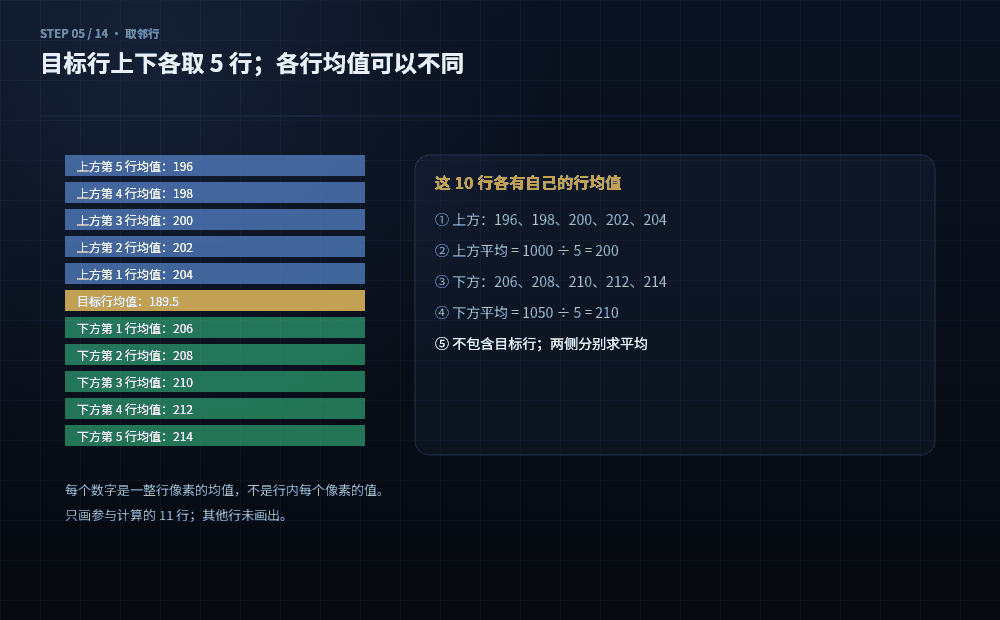 STEP 05 / 14 · 取邻行
目标行上下各取 5 行；各行均值可以不同
上方第 5 行均值：196
上方第 4 行均值：198
上方第 3 行均值：200
上方第 2 行均值：202
上方第 1 行均值：204
目标行均值：189.5
下方第 1 行均值：206
下方第 2 行均值：208
下方第 3 行均值：210
下方第 4 行均值：212
下方第 5 行均值：214
每个数字是一整行像素的均值，不是行内每个像素的值。
只画参与计算的 11 行；其他行未画出。
这 10 行各有自己的行均值
① 上方：196、198、200、202、204
② 上方平均 = 1000 ÷ 5 = 200
③ 下方：206、208、210、212、214
④ 下方平均 = 1050 ÷ 5 = 210
⑤ 不包含目标行；两侧分别求平均